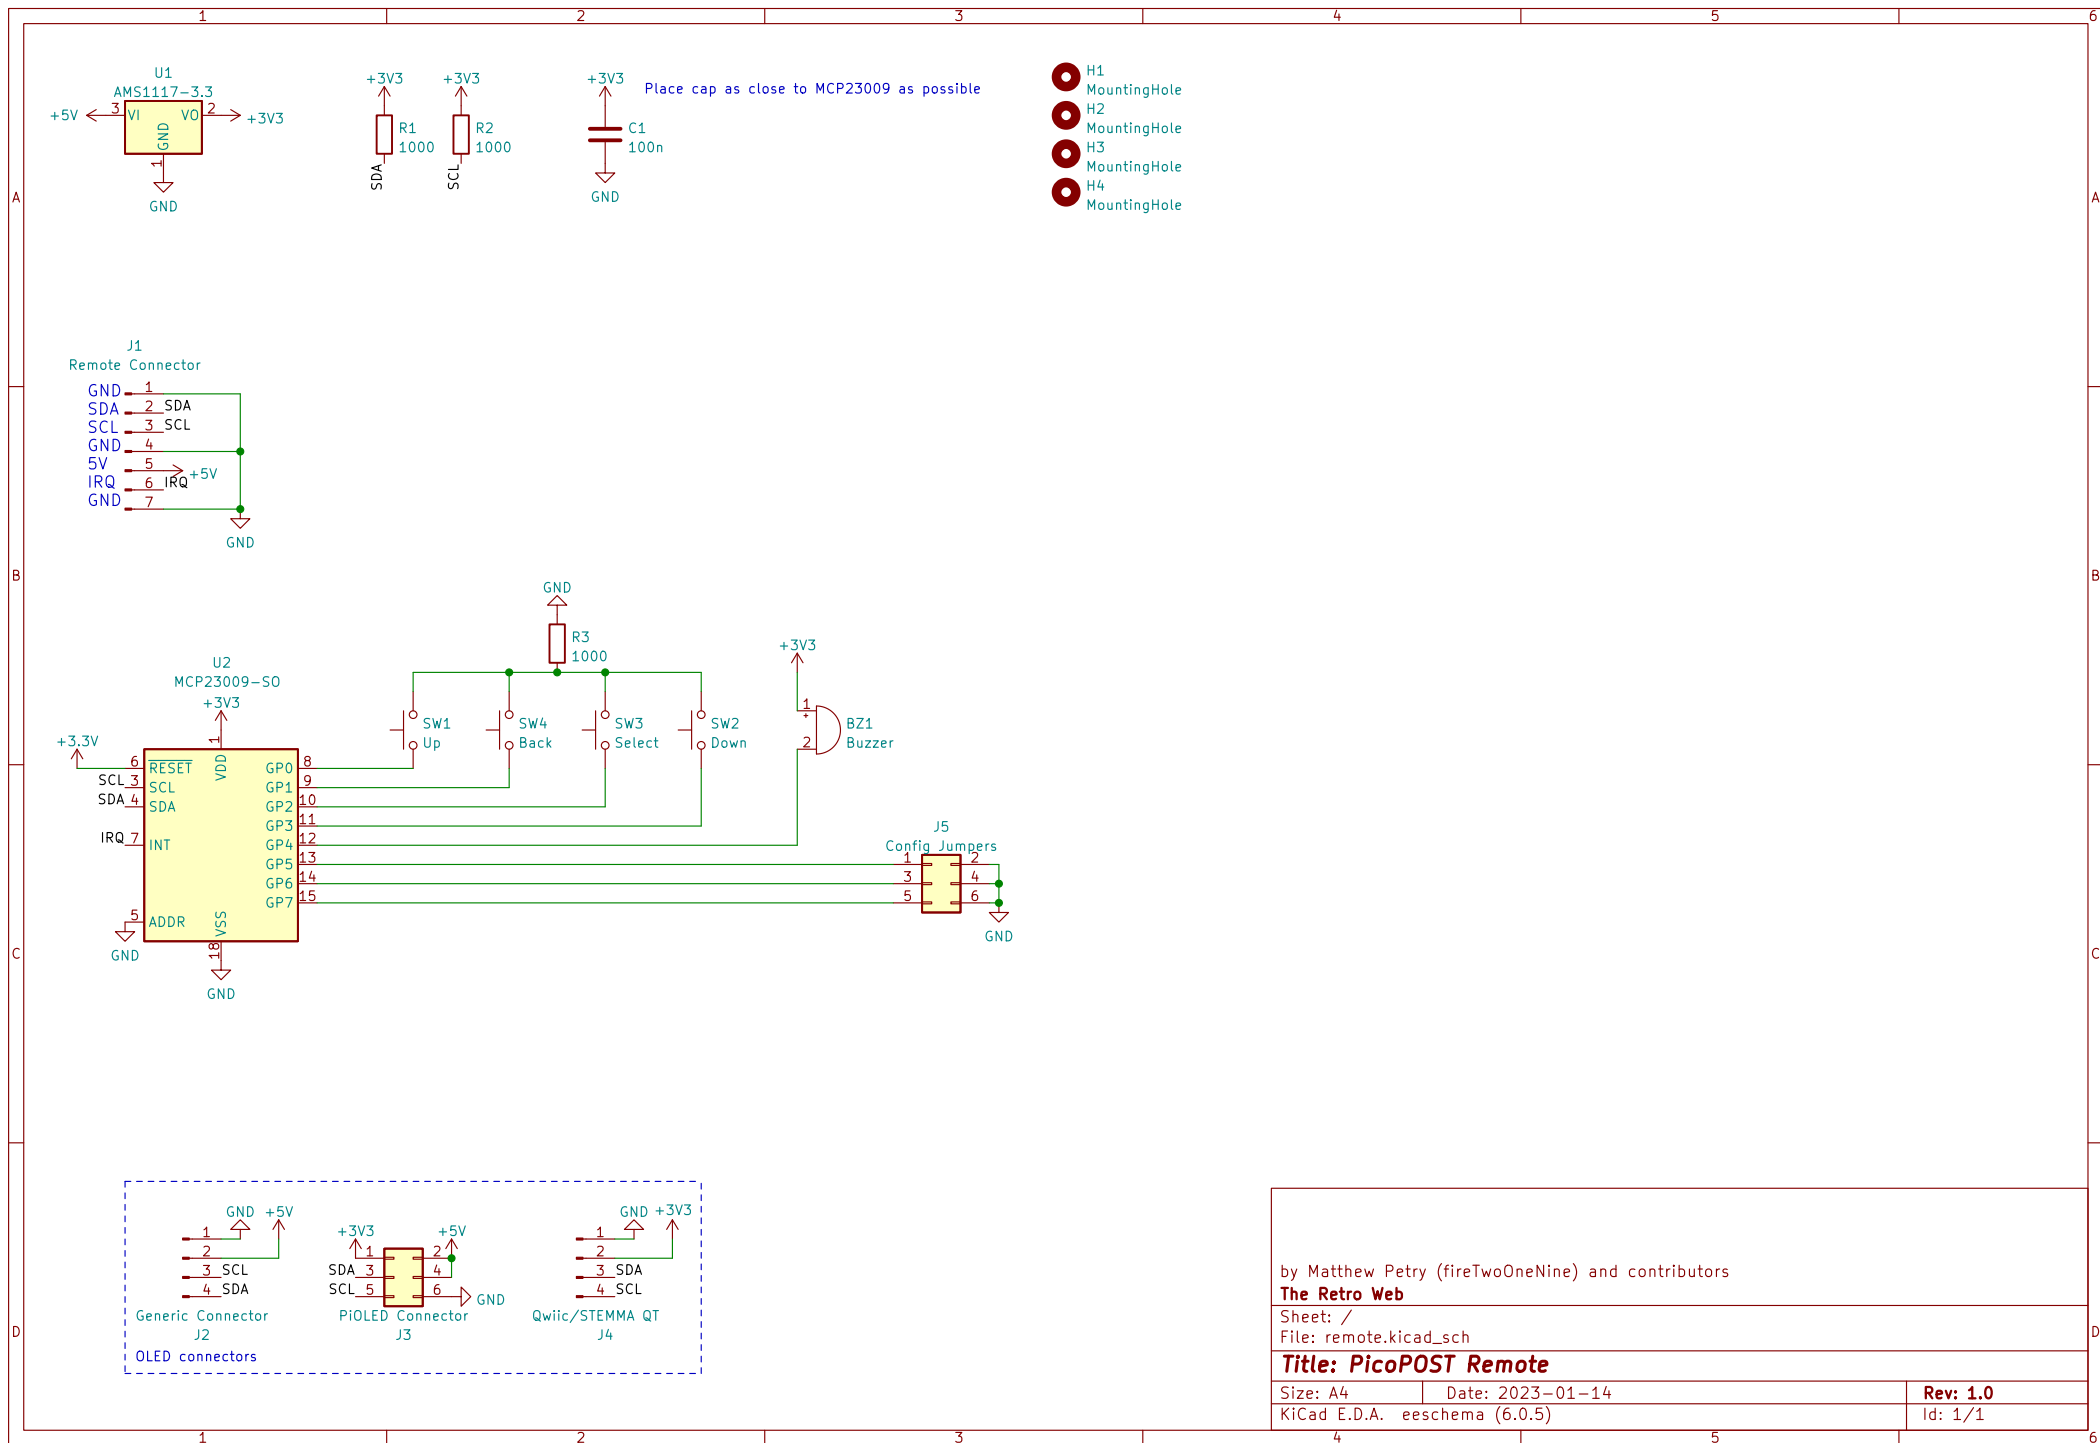 1 2 3 4 5 6
A A
B B
C C
D D
U1
AMS1117-3.3
+5V 3 VI VO 2 +3V3
GND
1
GND
+3V3
R1
1000
SDA
+3V3
R2
1000
SCL
+3V3
C1
100n
GND
Place cap as close to MCP23009 as possible
H1
MountingHole
H2
MountingHole
H3
MountingHole
H4
MountingHole
J1
Remote Connector
GND 1
SDA 2 SDA
SCL 3 SCL
GND 4
5V 5 +5V
IRQ 6 IRQ
GND 7
GND
GND
R3
1000
U2
MCP23009-SO
+3V3
1
VDD
+3.3V
6 RESET GP0 8
SCL 3 SCL GP1 9
SDA 4 SDA GP2 10
GP3 11
IRQ 7 INT GP4 12
GP5 13
GP6 14
GP7 15
5 ADDR
GND
VSS
18
GND
SW1
Up
SW4
Back
SW3
Select
SW2
Down
+3V3
1
+
2
BZ1
Buzzer
J5
Config Jumpers
1 2
3 4
5 6
GND
GND +5V
1
2
3 SCL
4 SDA
Generic Connector
J2
+3V3 +5V
1 2
SDA 3 4
SCL 5 6 GND
PiOLED Connector
J3
GND +3V3
1
2
3 SDA
4 SCL
Qwiic/STEMMA QT
J4
OLED connectors
by Matthew Petry (fireTwoOneNine) and contributors
The Retro Web
Sheet: /
File: remote.kicad_sch
Title: PicoPOST Remote
Size: A4 Date: 2023-01-14 Rev: 1.0
KiCad E.D.A. eeschema (6.0.5) Id: 1/1
1 2 3 4 5 6